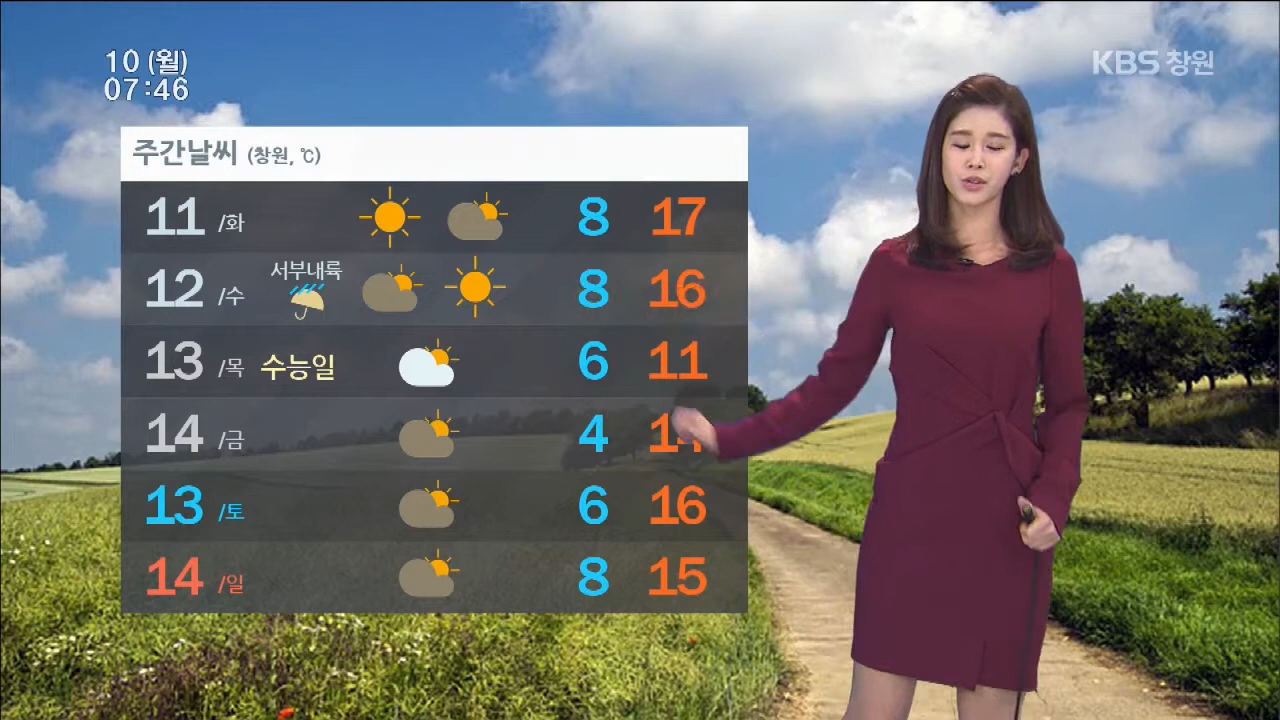 10 (월)
07:46
KBS 창원
주간날씨 (창원, ℃)
11 /화 8 17
12 /수 서부내륙 8 16
13 /목 수능일 6 11
14 /금 4
13 /토 6 16
14 /일 8 15